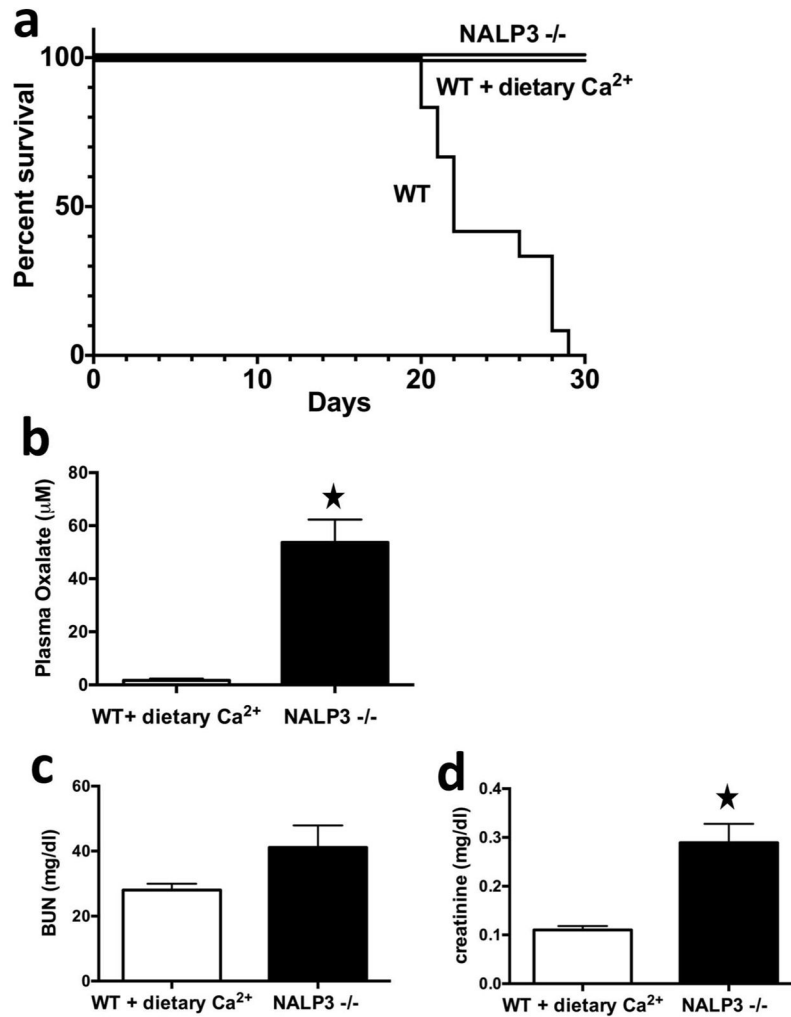 a
NALP3 -/-
WT + dietary Ca²⁺
WT
Percent survival
100
50
0
0 10 20 30
Days
b
Plasma Oxalate (μM)
80
60
40
20
0
WT+ dietary Ca²⁺ NALP3 -/-
c
BUN (mg/dl)
60
40
20
0
WT + dietary Ca²⁺ NALP3 -/-
d
creatinine (mg/dl)
0.4
0.3
0.2
0.1
0.0
WT + dietary Ca²⁺ NALP3 -/-